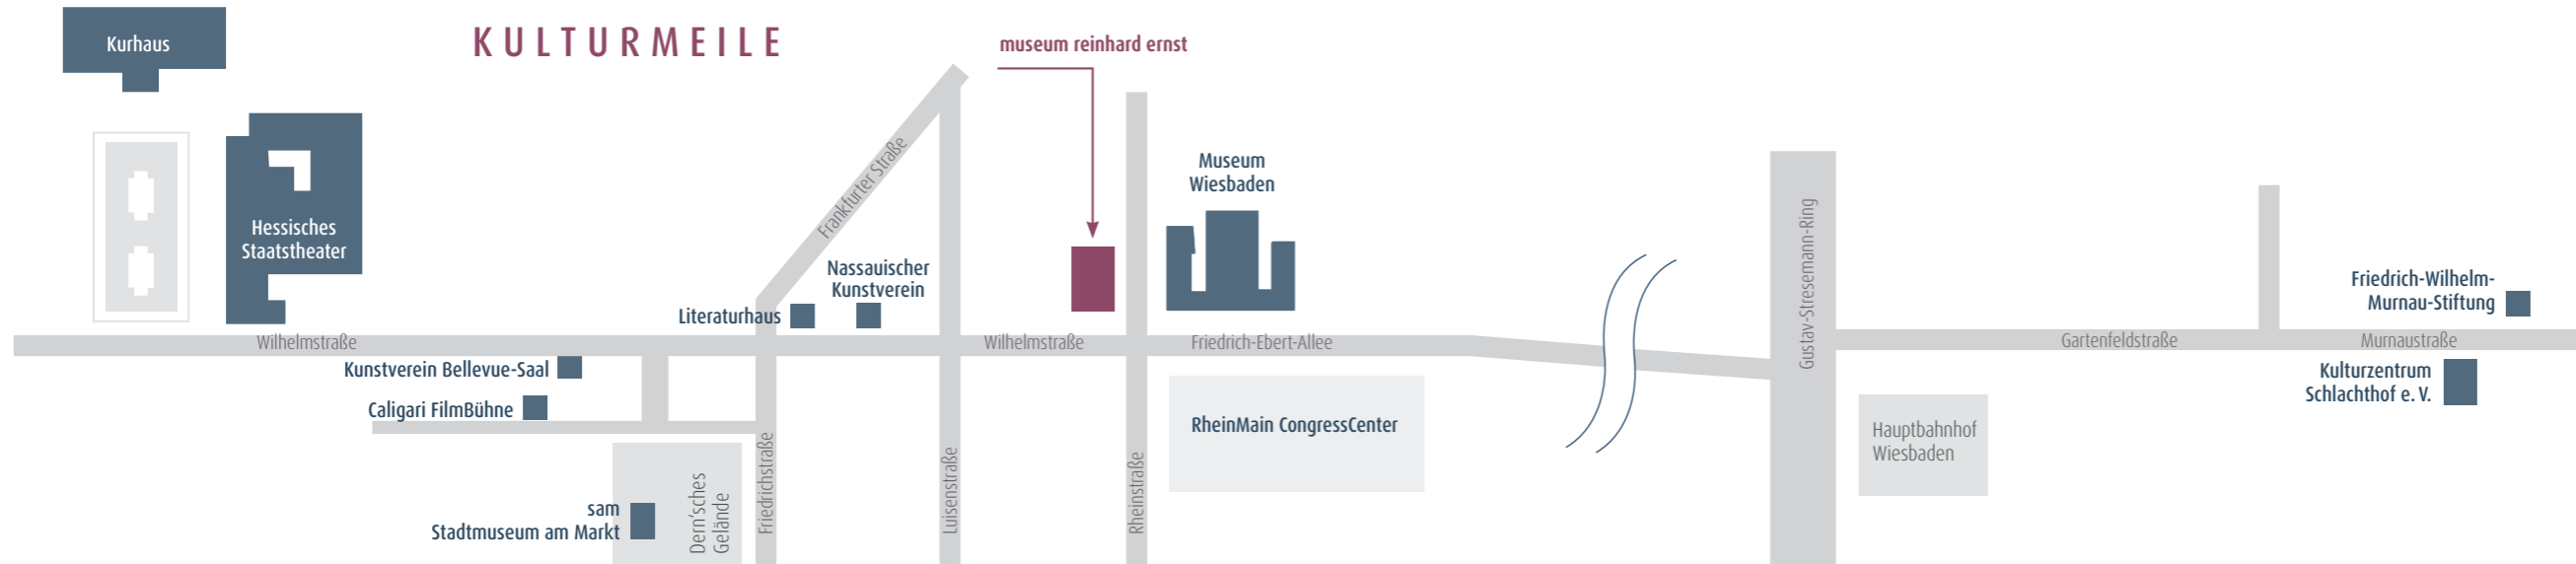 Kurhaus
KULTURMEILE
museum reinhard ernst
Hessisches
Staatstheater
Frankfurter Straße
Museum
Wiesbaden
Nassauischer
Kunstverein
Literaturhaus
Wilhelmstraße
Wilhelmstraße
Friedrich-Ebert-Allee
Gustav-Stresemann-Ring
Gartenfeldstraße
Murnaustraße
Friedrich-Wilhelm-
Murnau-Stiftung
Kunstverein Bellevue-Saal
Caligari FilmBühne
RheinMain CongressCenter
Hauptbahnhof
Wiesbaden
Kulturzentrum
Schlachthof e. V.
sam
Stadtmuseum am Markt
Dern'sches
Gelände
Friedrichstraße
Luisenstraße
Rheinstraße